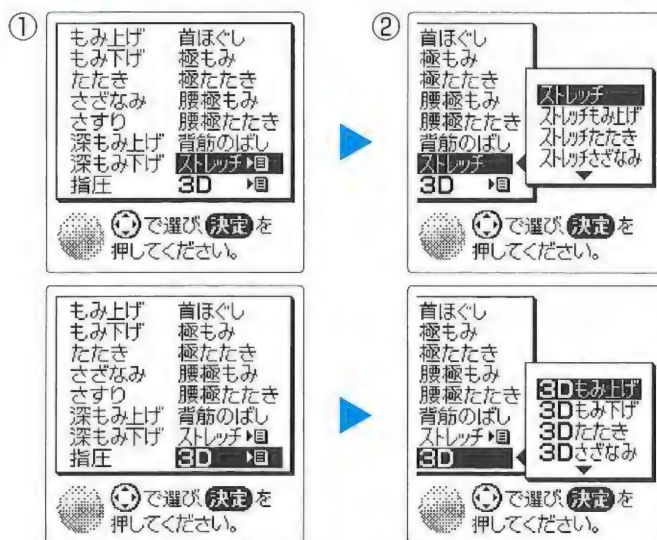 ①
もみ上げ 首ほぐし
もみ下げ 極もみ
たたき 極たたき
さざなみ 腰極もみ
さすり 腰極たたき
深もみ上げ 背筋のばし
深もみ下げ ストレッチ
指圧 3D
で選び、決定を
押してください。
②
首ほぐし
極もみ
極たたき
腰極もみ
腰極たたき
背筋のばし
ストレッチ
3D
ストレッチ
ストレッチもみ上げ
ストレッチたたき
ストレッチさざなみ
で選び、決定を
押してください。
もみ上げ 首ほぐし
もみ下げ 極もみ
たたき 極たたき
さざなみ 腰極もみ
さすり 腰極たたき
深もみ上げ 背筋のばし
深もみ下げ ストレッチ
指圧 3D
で選び、決定を
押してください。
首ほぐし
極もみ
極たたき
腰極もみ
腰極たたき
背筋のばし
ストレッチ
3D
3Dもみ上げ
3Dもみ下げ
3Dたたき
3Dさざなみ
で選び、決定を
押してください。